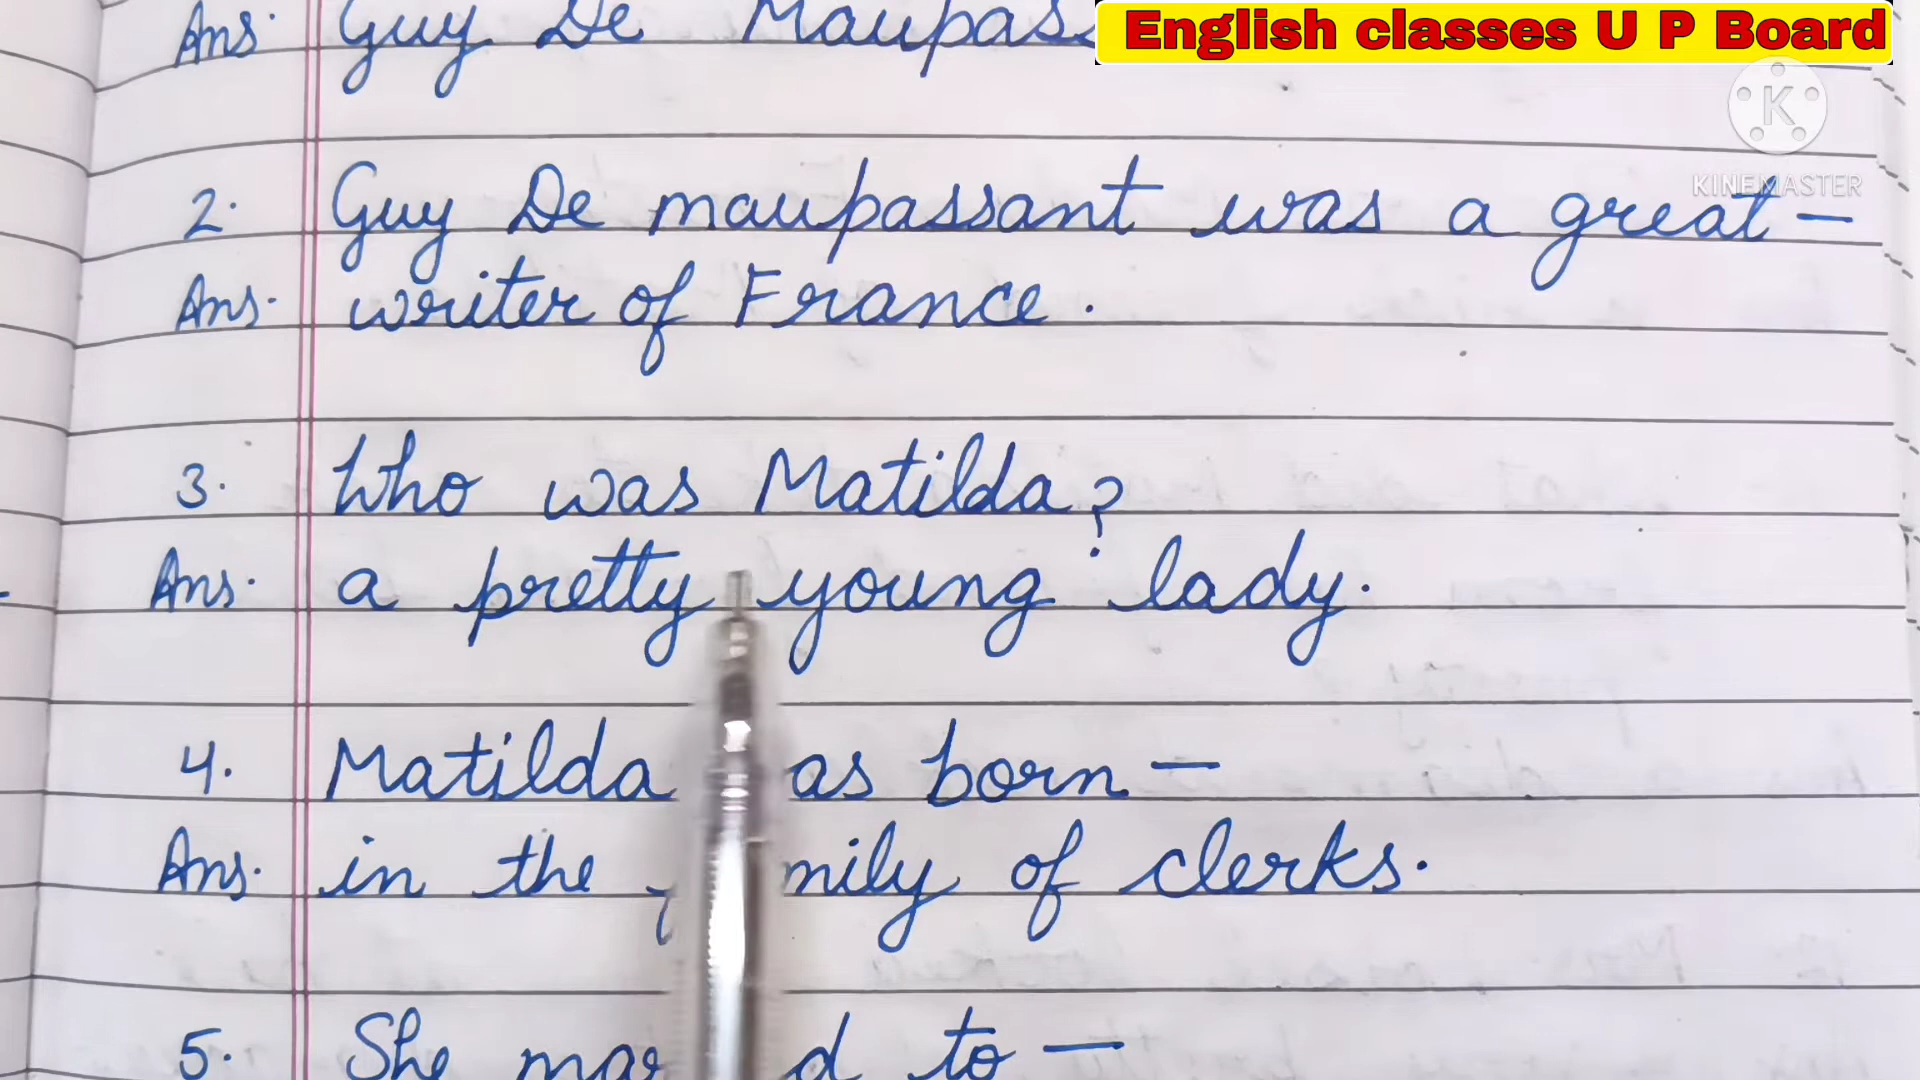 English classes U P Board
Ans. Guy De
KINEMASTER
2. Guy De maupassant was a great —
Ans. writer of France.
3. Who was Matilda?
Ans. a pretty young lady.
4. Matilda as born —
Ans. in the of clerks.
5. She to —